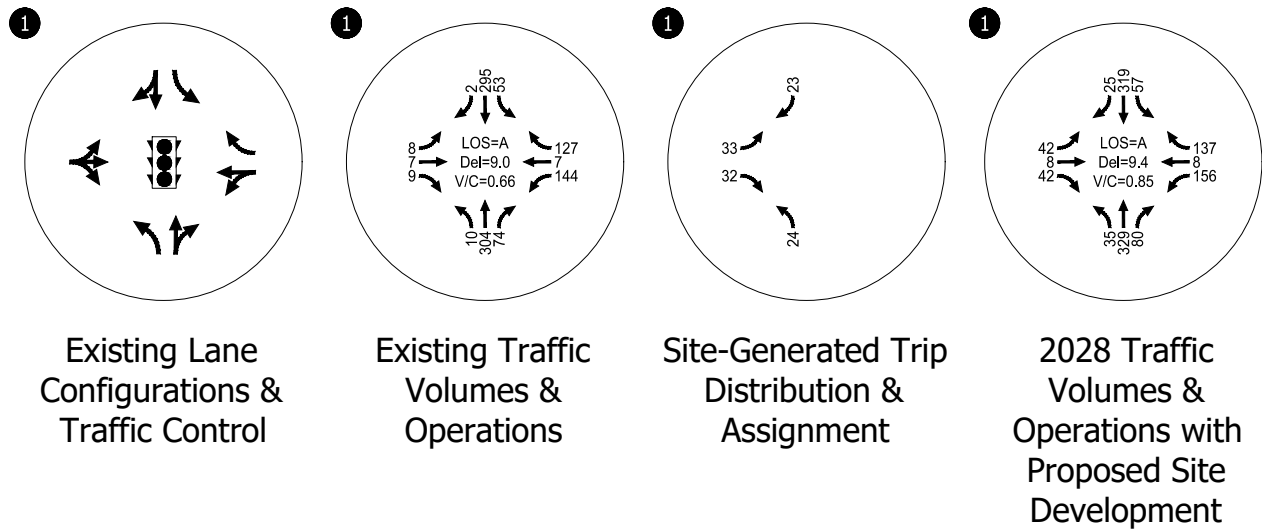 1
1
1
1
2
295
53
8
7
9
LOS=A
Del=9.0
V/C=0.66
127
7
144
10
304
74
23
33
32
24
25
319
57
42
8
42
LOS=A
Del=9.4
V/C=0.85
137
8
156
35
329
80
Existing Lane
Configurations &
Traffic Control
Existing Traffic
Volumes &
Operations
Site-Generated Trip
Distribution &
Assignment
2028 Traffic
Volumes &
Operations with
Proposed Site
Development